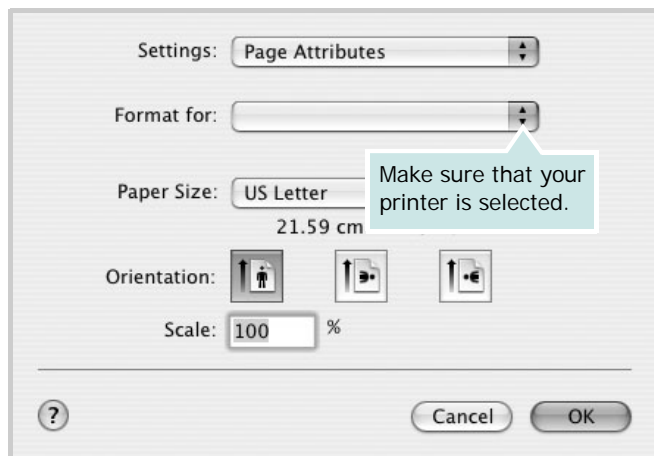 Settings: Page Attributes
Format for:
Make sure that your
printer is selected.
Paper Size: US Letter
21.59 cm
Orientation:
Scale: 100 %
? Cancel OK